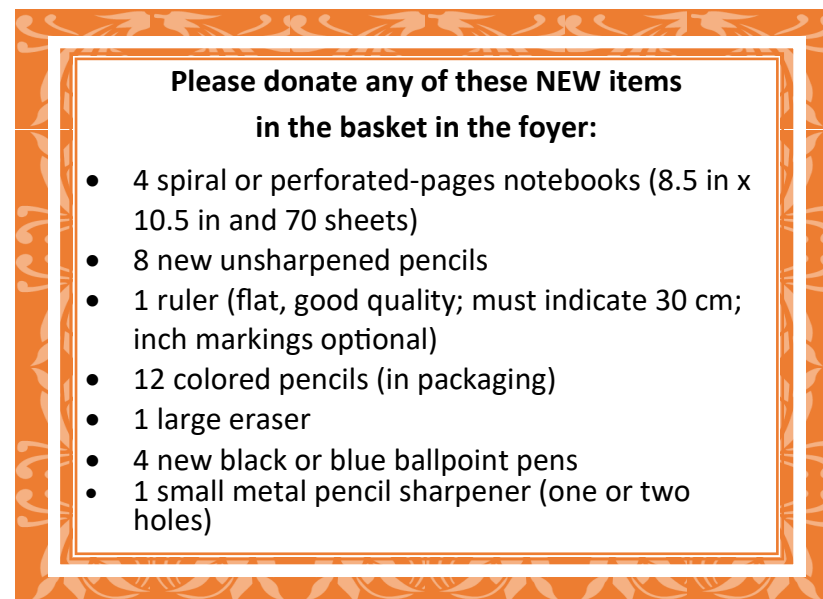 Please donate any of these NEW items
in the basket in the foyer:
• 4 spiral or perforated-pages notebooks (8.5 in x
10.5 in and 70 sheets)
• 8 new unsharpened pencils
• 1 ruler (flat, good quality; must indicate 30 cm;
inch markings optional)
• 12 colored pencils (in packaging)
• 1 large eraser
• 4 new black or blue ballpoint pens
• 1 small metal pencil sharpener (one or two
holes)